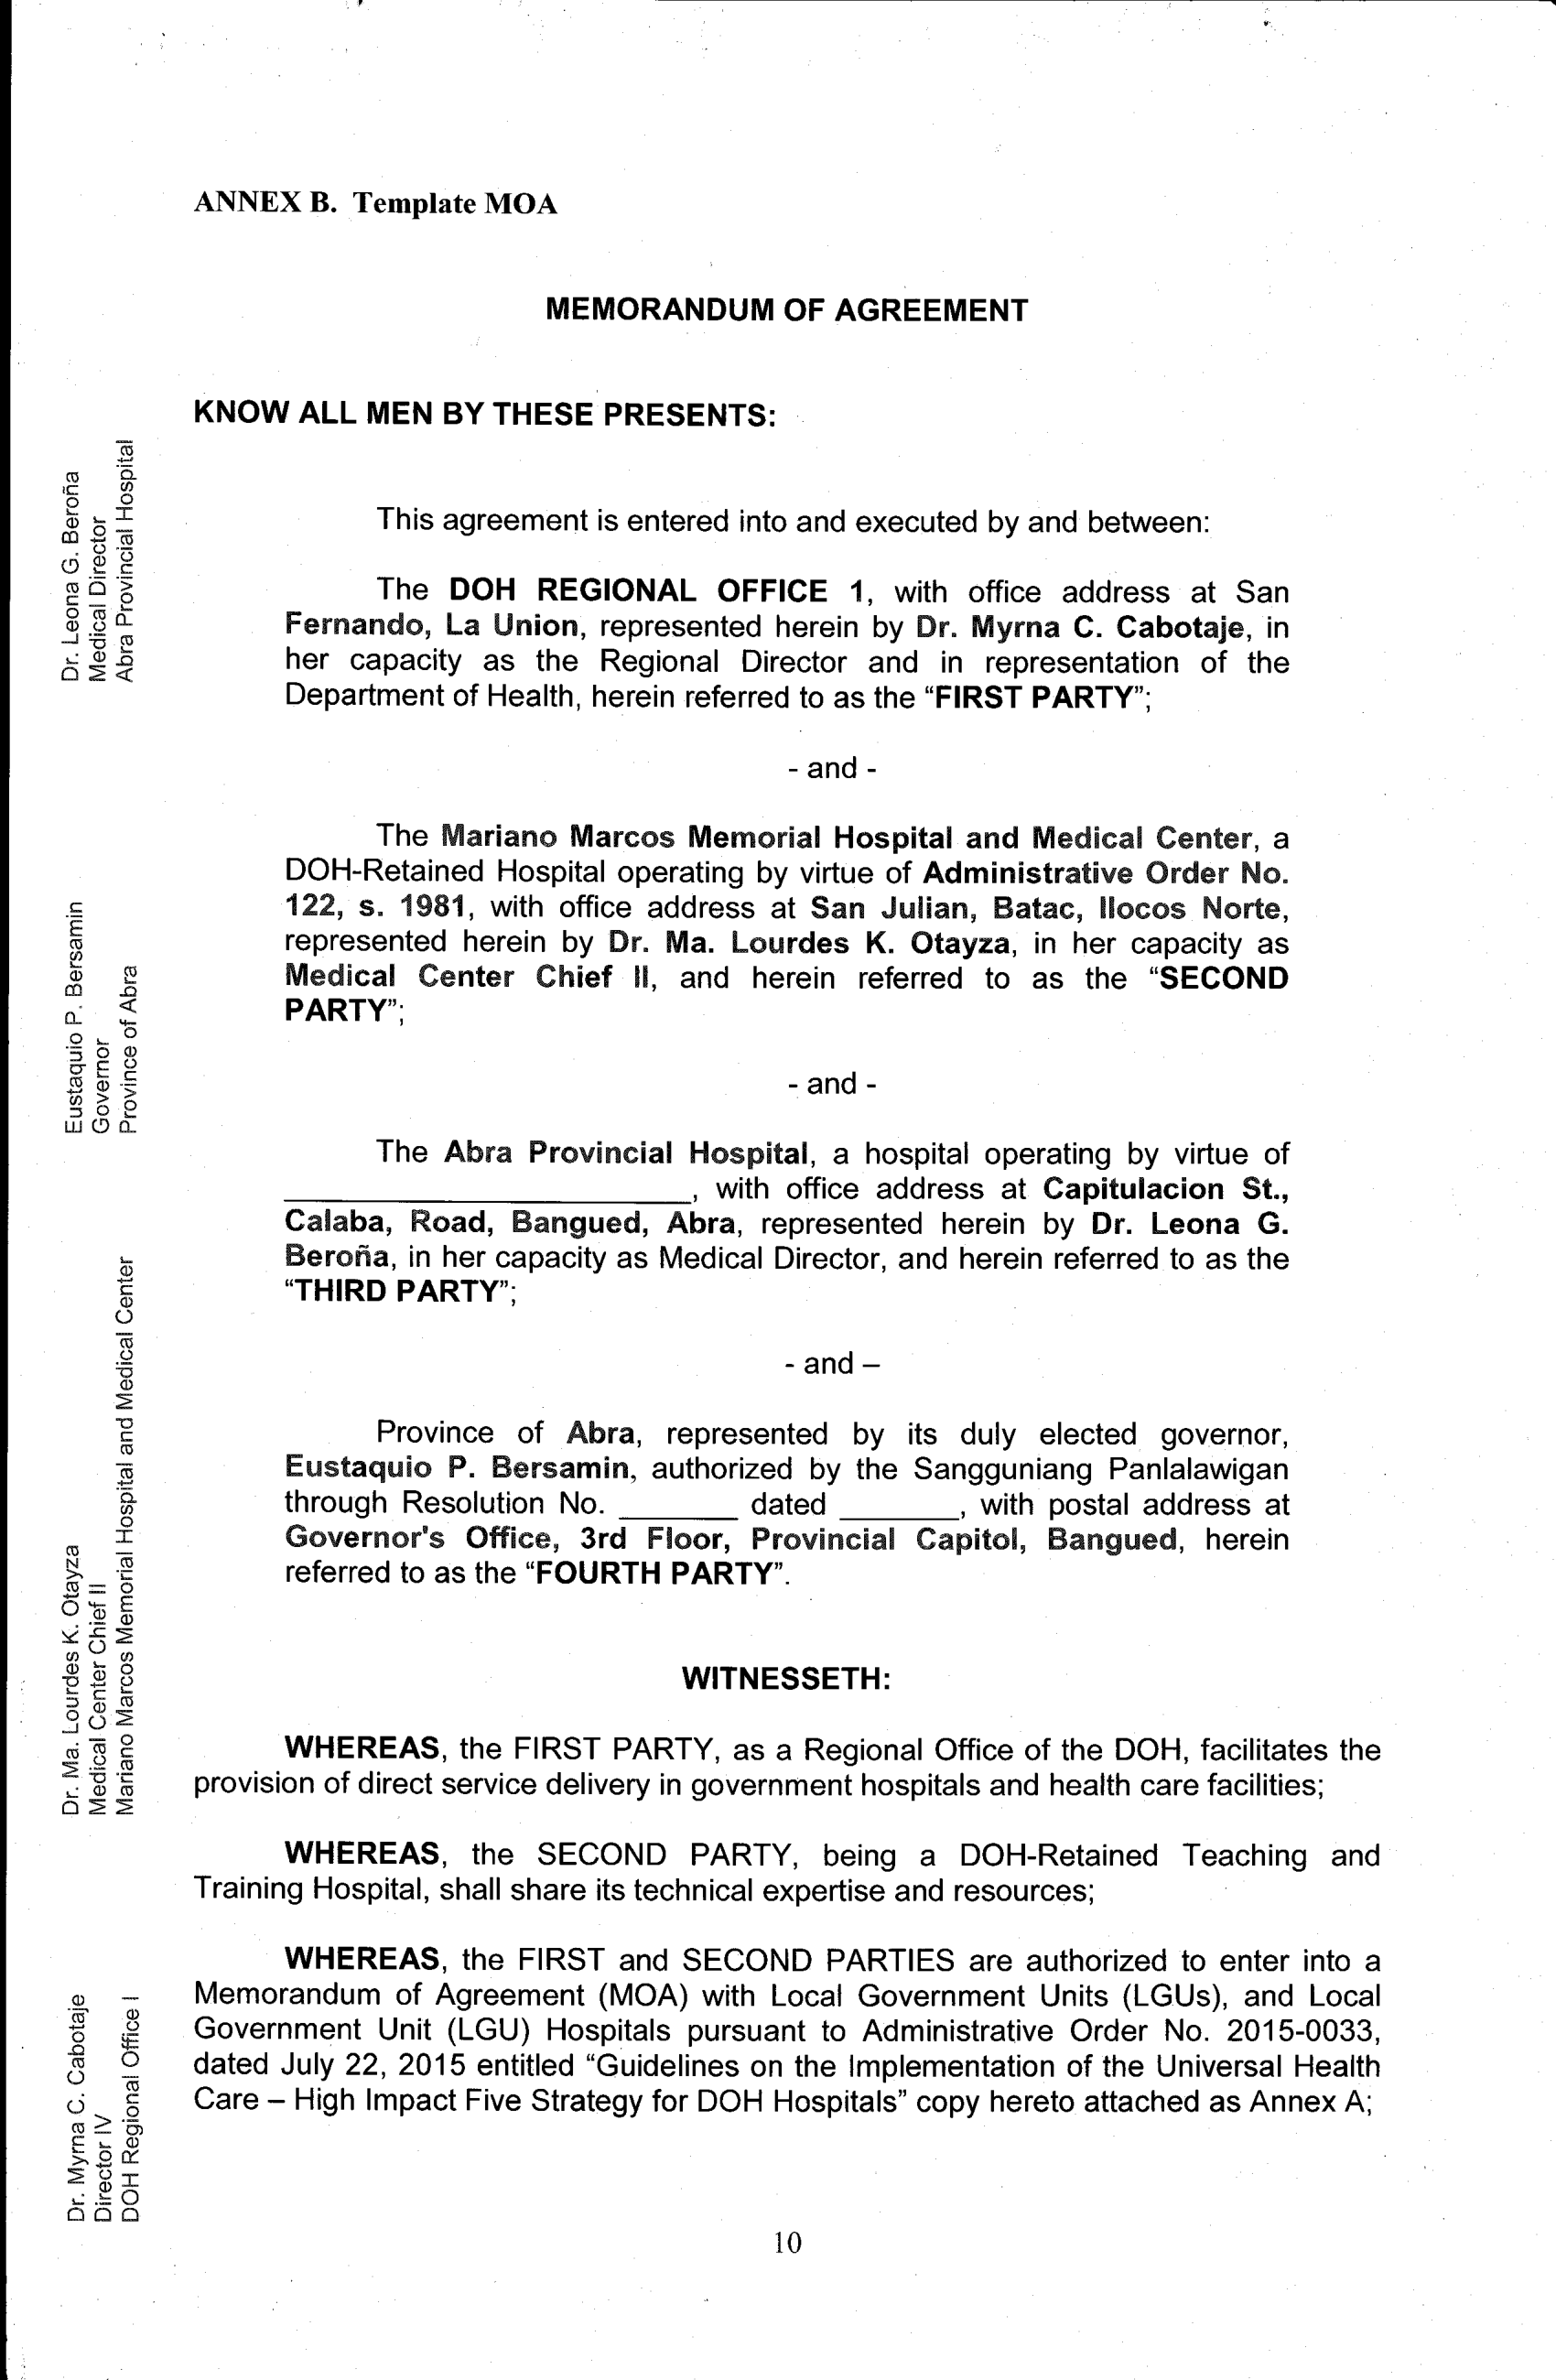 ANNEX B. Template MOA
MEMORANDUM OF AGREEMENT
KNOW ALL MEN BY THESE PRESENTS:
This agreement is entered into and executed by and between:
The DOH REGIONAL OFFICE 1, with office address at San
Fernando, La Union, represented herein by Dr. Myrna C. Cabotaje, in
her capacity as the Regional Director and in representation of the
Department of Health, herein referred to as the “FIRST PARTY”;
- and -
The Mariano Marcos Memorial Hospital and Medical Center, a
DOH-Retained Hospital operating by virtue of Administrative Order No.
122, s. 1981, with office address at San Julian, Batac, Ilocos Norte,
represented herein by Dr. Ma. Lourdes K. Otayza, in her capacity as
Medical Center Chief II, and herein referred to as the “SECOND
PARTY”;
- and -
The Abra Provincial Hospital, a hospital operating by virtue of
__________________________, with office address at Capitulacion St.,
Calaba, Road, Bangued, Abra, represented herein by Dr. Leona G.
Beroña, in her capacity as Medical Director, and herein referred to as the
“THIRD PARTY”;
- and –
Province of Abra, represented by its duly elected governor,
Eustaquio P. Bersamin, authorized by the Sangguniang Panlalawigan
through Resolution No. ________ dated ________, with postal address at
Governor's Office, 3rd Floor, Provincial Capitol, Bangued, herein
referred to as the “FOURTH PARTY”.
WITNESSETH:
WHEREAS, the FIRST PARTY, as a Regional Office of the DOH, facilitates the
provision of direct service delivery in government hospitals and health care facilities;
WHEREAS, the SECOND PARTY, being a DOH-Retained Teaching and
Training Hospital, shall share its technical expertise and resources;
WHEREAS, the FIRST and SECOND PARTIES are authorized to enter into a
Memorandum of Agreement (MOA) with Local Government Units (LGUs), and Local
Government Unit (LGU) Hospitals pursuant to Administrative Order No. 2015-0033,
dated July 22, 2015 entitled “Guidelines on the Implementation of the Universal Health
Care – High Impact Five Strategy for DOH Hospitals” copy hereto attached as Annex A;
10
Dr. Leona G. Beroña
Medical Director
Abra Provincial Hospital
Eustaquio P. Bersamin
Governor
Province of Abra
Dr. Ma. Lourdes K. Otayza
Medical Center Chief II
Mariano Marcos Memorial Hospital and Medical Center
Dr. Myrna C. Cabotaje
Director IV
DOH Regional Office I